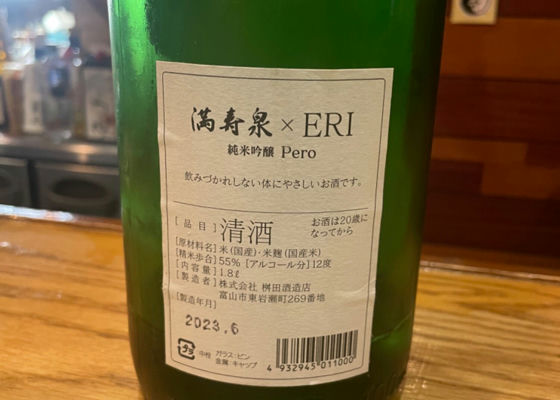 満寿泉×ERI
純米吟醸 Pero
飲みづかれしない体にやさしいお酒です。
[品目]清酒 お酒は20歳に
なってから
[原材料名]米(国産)・米麹(国産米)
[精米歩合]55% [アルコール分]12度
[内容量]1.8ℓ
[製造者]株式会社 桝田酒造店
富山市東岩瀬町269番地
[製造年月]
2023.6
プラ 中栓 ガラス:ビン
金属:キャップ
4 932945 011000